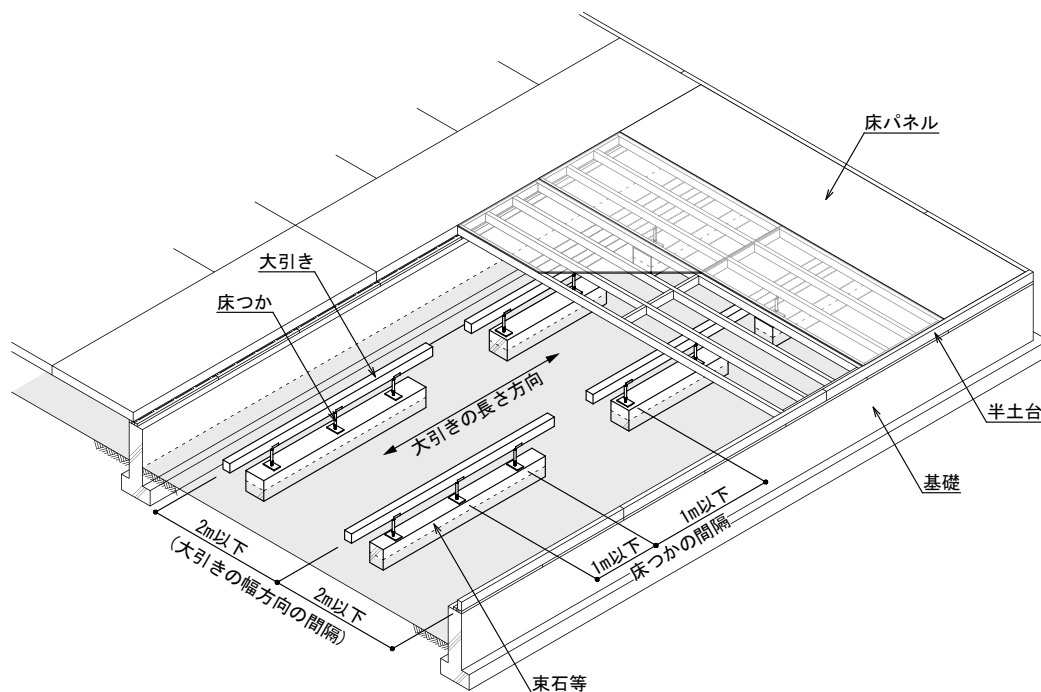 床パネル
大引き
床つか
大引きの長さ方向
半土台
基礎
2m以下
(大引きの幅方向の間隔)
2m以下
1m以下
1m以下
床つかの間隔
束石等